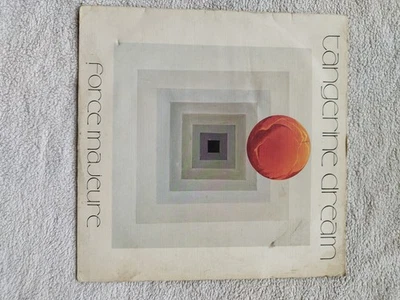 tangerine dream
force majeure